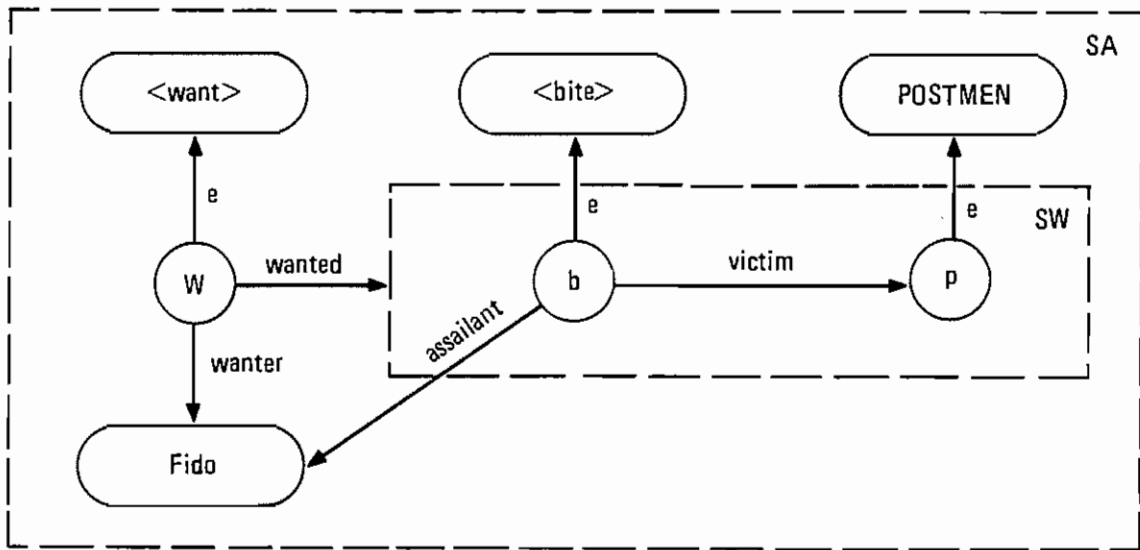 SA
<want>
<bite>
POSTMEN
e
e
e
SW
W
wanted
b
victim
p
assailant
wanter
Fido